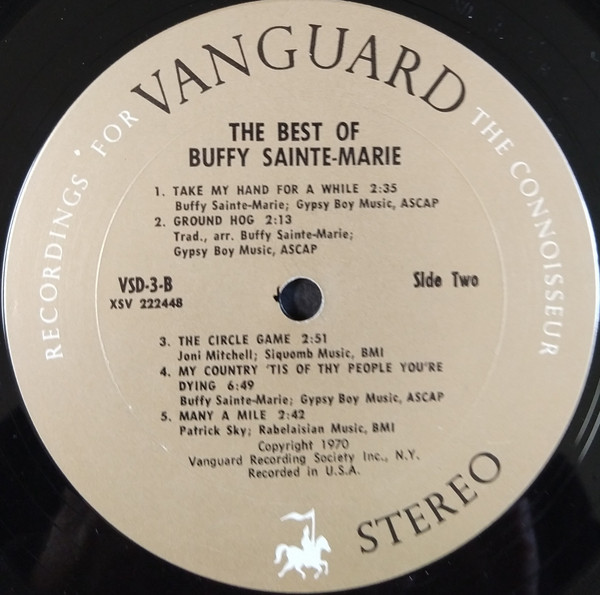 RECORDINGS FOR VANGUARD THE CONNOISSEUR
THE BEST OF
BUFFY SAINTE-MARIE
1. TAKE MY HAND FOR A WHILE 2:35
Buffy Sainte-Marie; Gypsy Boy Music, ASCAP
2. GROUND HOG 2:13
Trad., arr. Buffy Sainte-Marie;
Gypsy Boy Music, ASCAP
VSD-3-B Side Two
XSV 222448
3. THE CIRCLE GAME 2:51
Joni Mitchell; Siquomb Music, BMI
4. MY COUNTRY 'TIS OF THY PEOPLE YOU'RE
DYING 6:49
Buffy Sainte-Marie; Gypsy Boy Music, ASCAP
5. MANY A MILE 2:42
Patrick Sky; Rabelaisian Music, BMI
Copyright 1970
Vanguard Recording Society Inc., N.Y.
Recorded in U.S.A.
STEREO